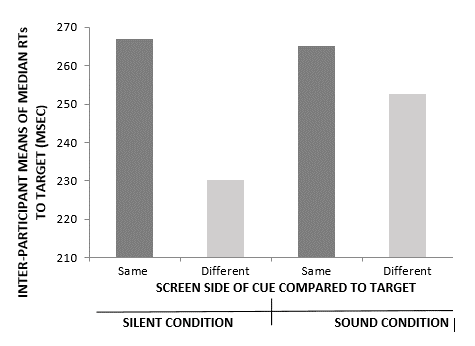 INTER-PARTICIPANT MEANS OF MEDIAN RTs
TO TARGET (MSEC)
270
260
250
240
230
220
210
Same Different Same Different
SCREEN SIDE OF CUE COMPARED TO TARGET
SILENT CONDITION SOUND CONDITION